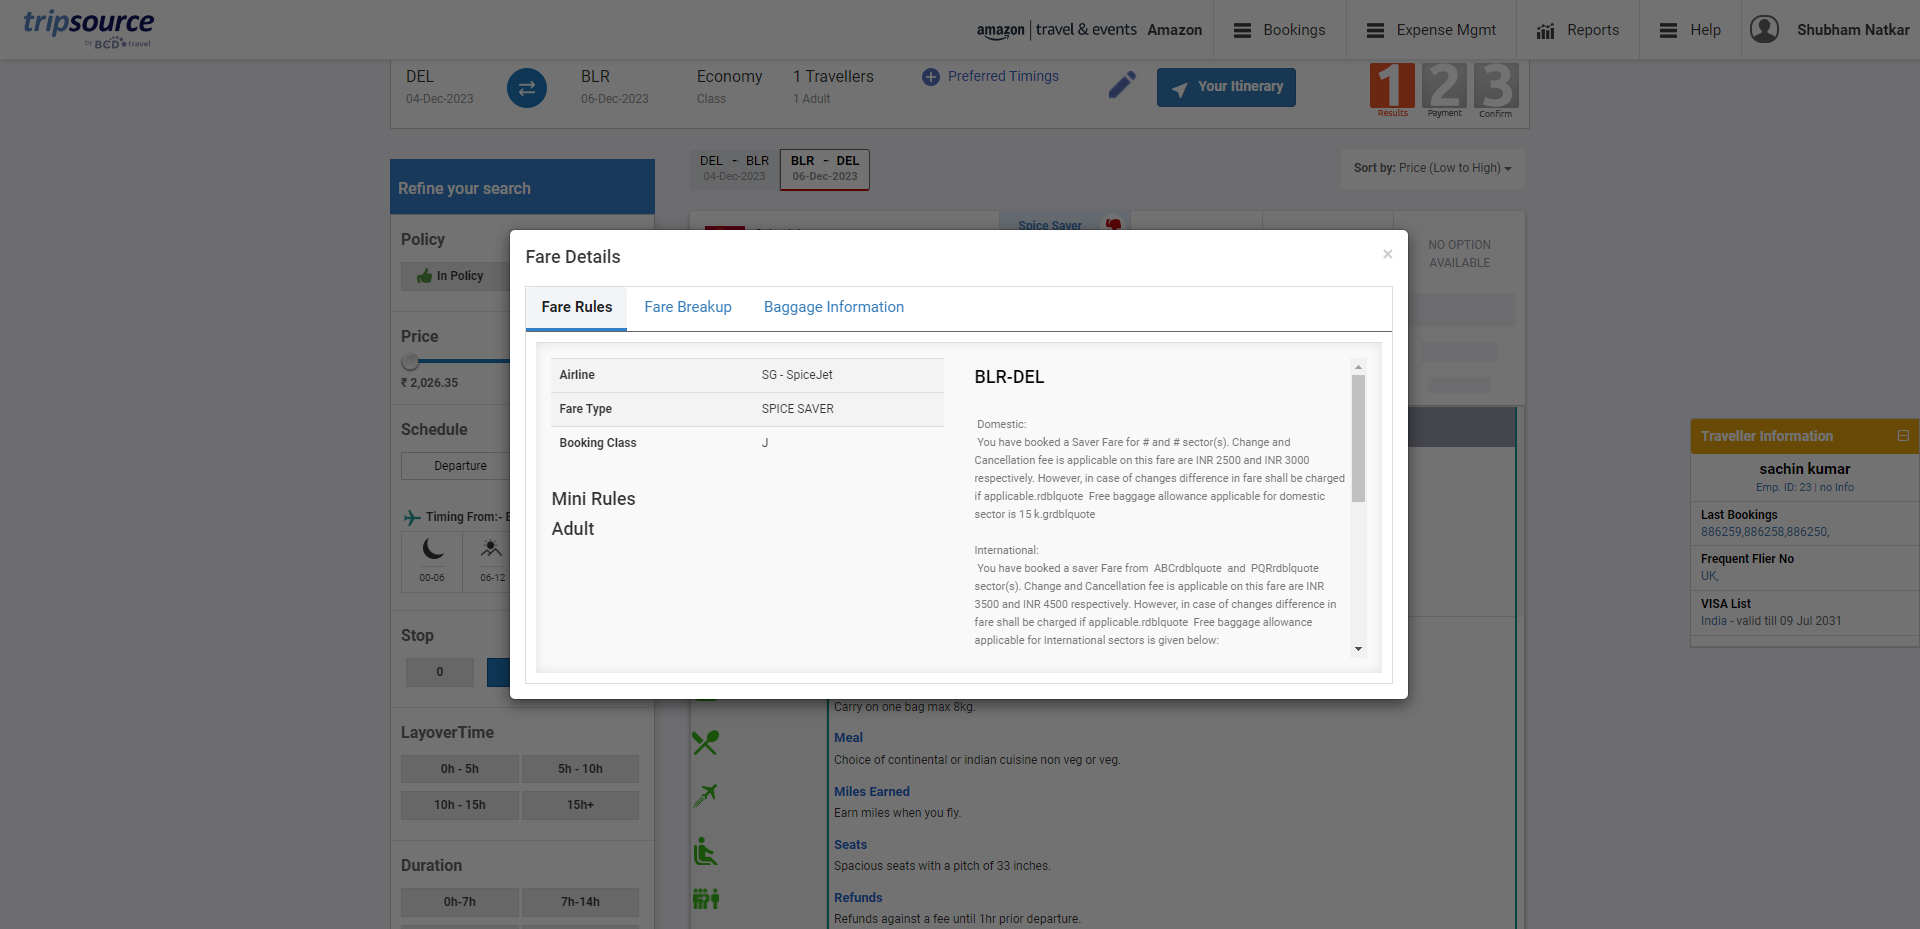 tripsource
by BCD travel
amazon | travel & events Amazon
Bookings
Expense Mgmt
Reports
Help
Shubham Natkar
DEL
04-Dec-2023
BLR
06-Dec-2023
Economy
Class
1 Travellers
1 Adult
Preferred Timings
Your Itinerary
1 2 3
Results Payment Confirm
DEL - BLR
04-Dec-2023
BLR - DEL
06-Dec-2023
Sort by: Price (Low to High)
Refine your search
Policy
In Policy
Price
₹ 2,026.35
Schedule
Departure
Timing From:-
00-06
06-12
Stop
0
LayoverTime
0h - 5h
5h - 10h
10h - 15h
15h+
Duration
0h-7h
7h-14h
Spice Saver
NO OPTION
AVAILABLE
Fare Details
×
Fare Rules
Fare Breakup
Baggage Information
Airline SG - SpiceJet
Fare Type SPICE SAVER
Booking Class J
Mini Rules
Adult
BLR-DEL
Domestic:
You have booked a Saver Fare for # and # sector(s). Change and
Cancellation fee is applicable on this fare are INR 2500 and INR 3000
respectively. However, in case of changes difference in fare shall be charged
if applicable.rdblquote Free baggage allowance applicable for domestic
sector is 15 k.grdblquote
International:
You have booked a saver Fare from ABCrdblquote and PQRrdblquote
sector(s). Change and Cancellation fee is applicable on this fare are INR
3500 and INR 4500 respectively. However, in case of changes difference in
fare shall be charged if applicable.rdblquote Free baggage allowance
applicable for International sectors is given below:
Carry on one bag max 8kg.
Meal
Choice of continental or indian cuisine non veg or veg.
Miles Earned
Earn miles when you fly.
Seats
Spacious seats with a pitch of 33 inches.
Refunds
Refunds against a fee until 1hr prior departure.
Traveller Information
sachin kumar
Emp. ID: 23 | no Info
Last Bookings
886259,886258,886250,
Frequent Flier No
UK,
VISA List
India - valid till 09 Jul 2031